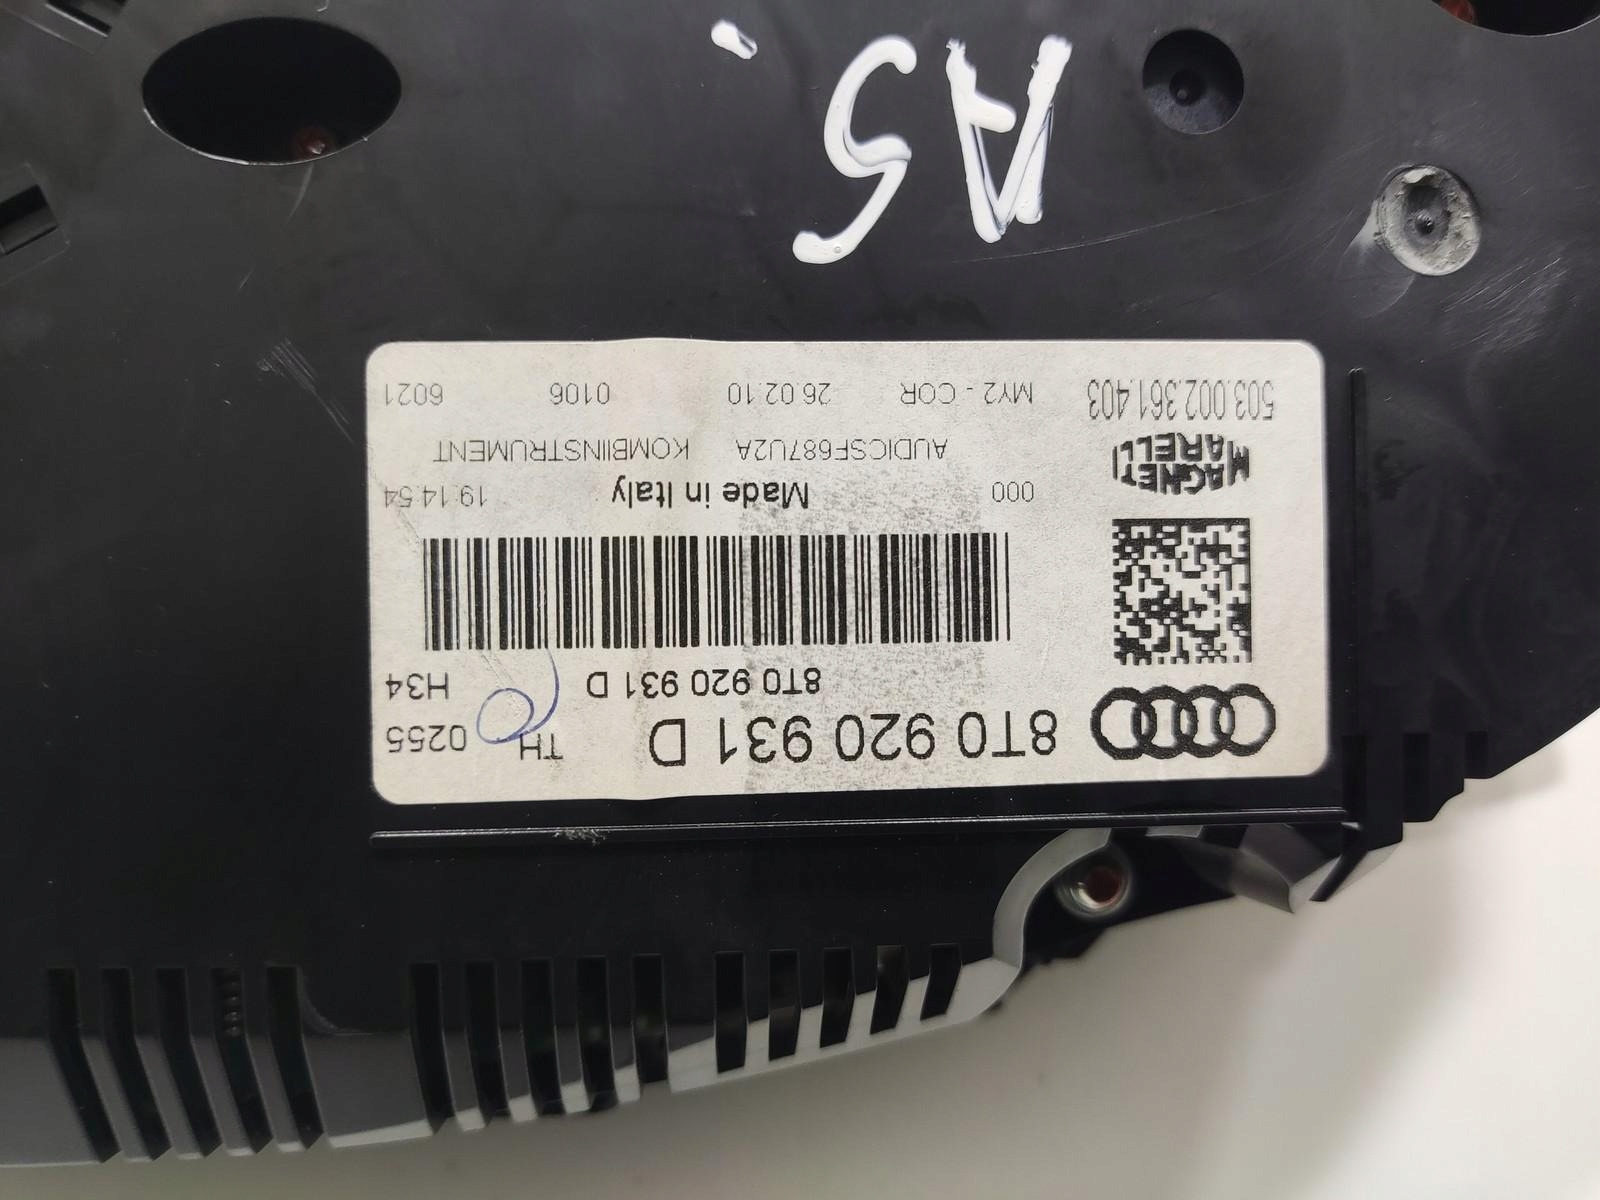 8T0 920 931 D TH 0255
8T0 920 931 D H34
000 Made in Italy 19:14:54
MAGNETI MARELLI
AUDICSF687U2A KOMBIINSTRUMENT
503.002.361.403 MY2 - COR 26.02.10 0106 6021
A5